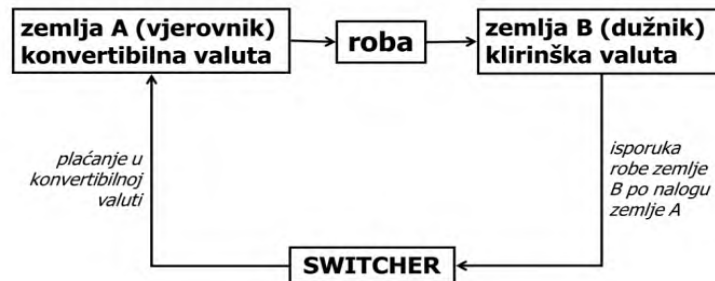 zemlja A (vjerovnik)
konvertibilna valuta
roba
zemlja B (dužnik)
klirinška valuta
plaćanje u
konvertibilnoj
valuti
isporuka
robe zemlje
B po nalogu
zemlje A
SWITCHER